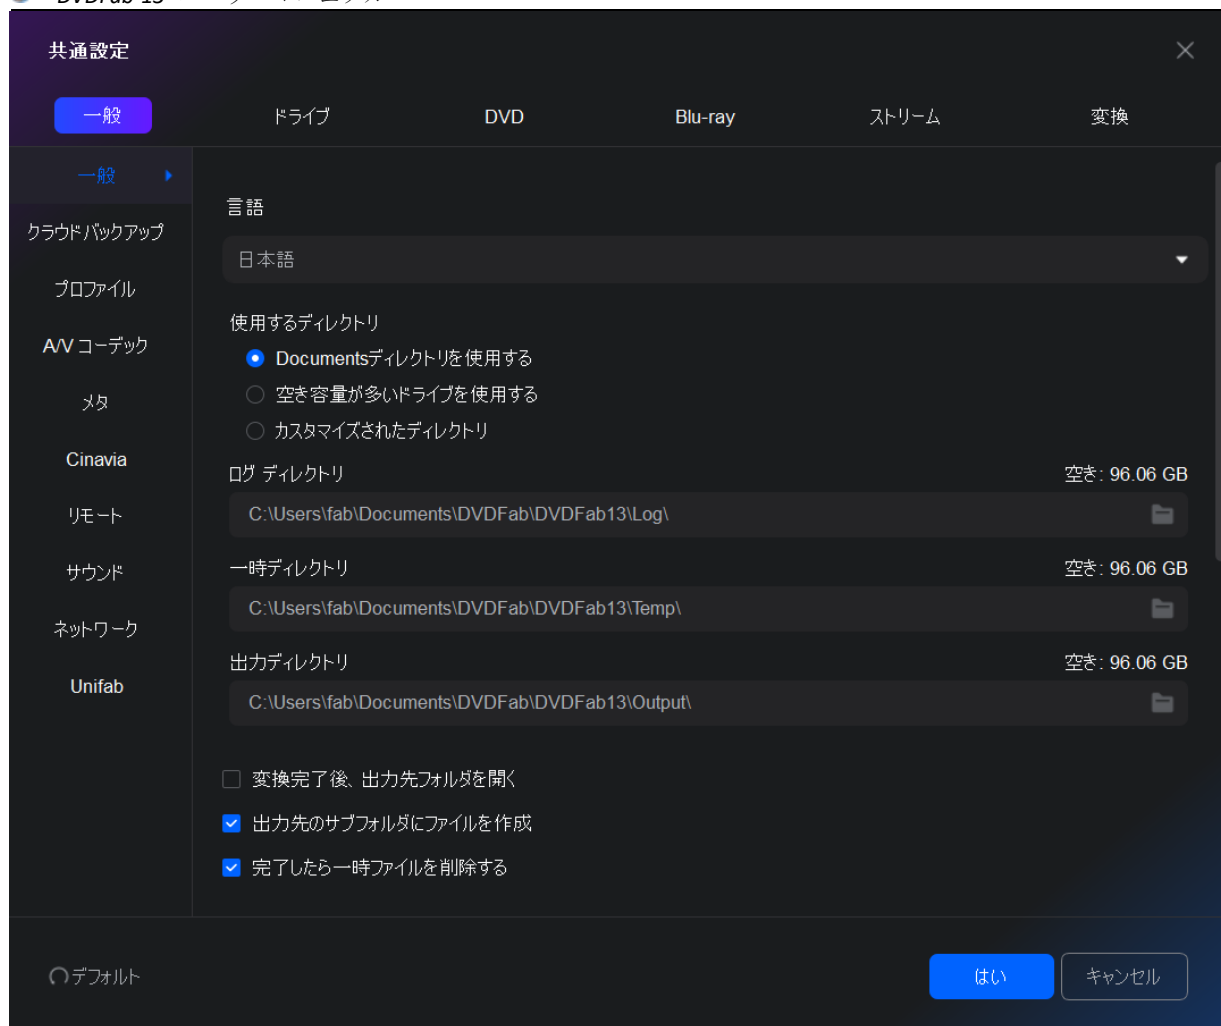 DVDFab 13
共通設定
一般 ドライブ DVD Blu-ray ストリーム 変換
一般
クラウドバックアップ
プロファイル
A/V コーデック
メタ
Cinavia
リモート
サウンド
ネットワーク
Unifab
言語
日本語
使用するディレクトリ
Documentsディレクトリを使用する
空き容量が多いドライブを使用する
カスタマイズされたディレクトリ
ログ ディレクトリ 空き: 96.06 GB
C:\Users\fab\Documents\DVDFab\DVDFab13\Log\
一時ディレクトリ 空き: 96.06 GB
C:\Users\fab\Documents\DVDFab\DVDFab13\Temp\
出力ディレクトリ 空き: 96.06 GB
C:\Users\fab\Documents\DVDFab\DVDFab13\Output\
変換完了後、出力先フォルダを開く
出力先のサブフォルダにファイルを作成
完了したら一時ファイルを削除する
デフォルト はい キャンセル